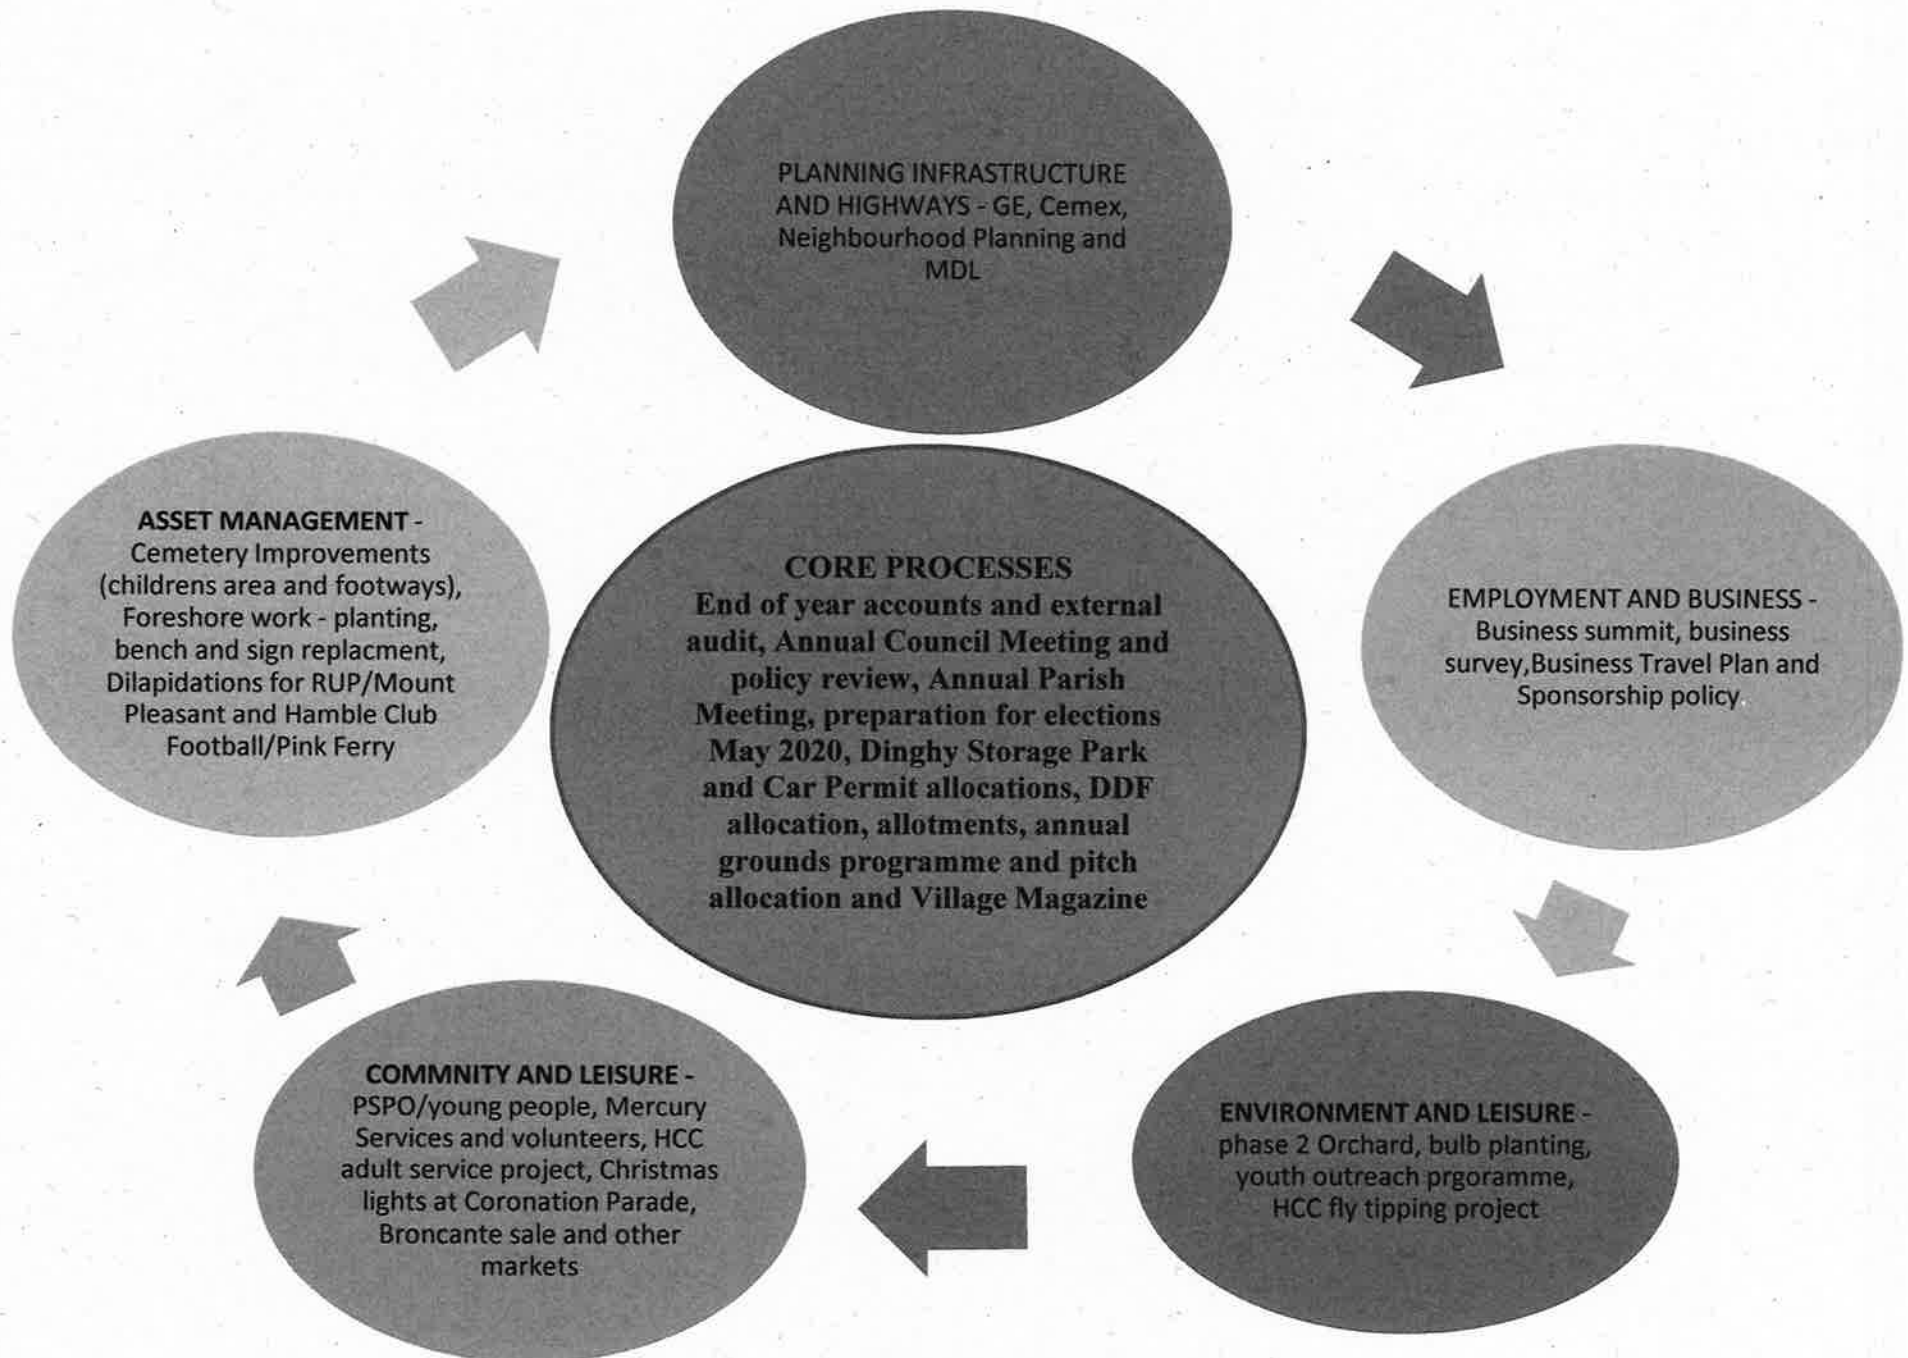 PLANNING INFRASTRUCTURE
AND HIGHWAYS - GE, Cemex,
Neighbourhood Planning and
MDL
EMPLOYMENT AND BUSINESS -
Business summit, business
survey,Business Travel Plan and
Sponsorship policy.
ENVIRONMENT AND LEISURE -
phase 2 Orchard, bulb planting,
youth outreach prgoramme,
HCC fly tipping project
COMMNITY AND LEISURE -
PSPO/young people, Mercury
Services and volunteers, HCC
adult service project, Christmas
lights at Coronation Parade,
Broncante sale and other
markets
ASSET MANAGEMENT -
Cemetery Improvements
(childrens area and footways),
Foreshore work - planting,
bench and sign replacment,
Dilapidations for RUP/Mount
Pleasant and Hamble Club
Football/Pink Ferry
CORE PROCESSES
End of year accounts and external
audit, Annual Council Meeting and
policy review, Annual Parish
Meeting, preparation for elections
May 2020, Dinghy Storage Park
and Car Permit allocations, DDF
allocation, allotments, annual
grounds programme and pitch
allocation and Village Magazine